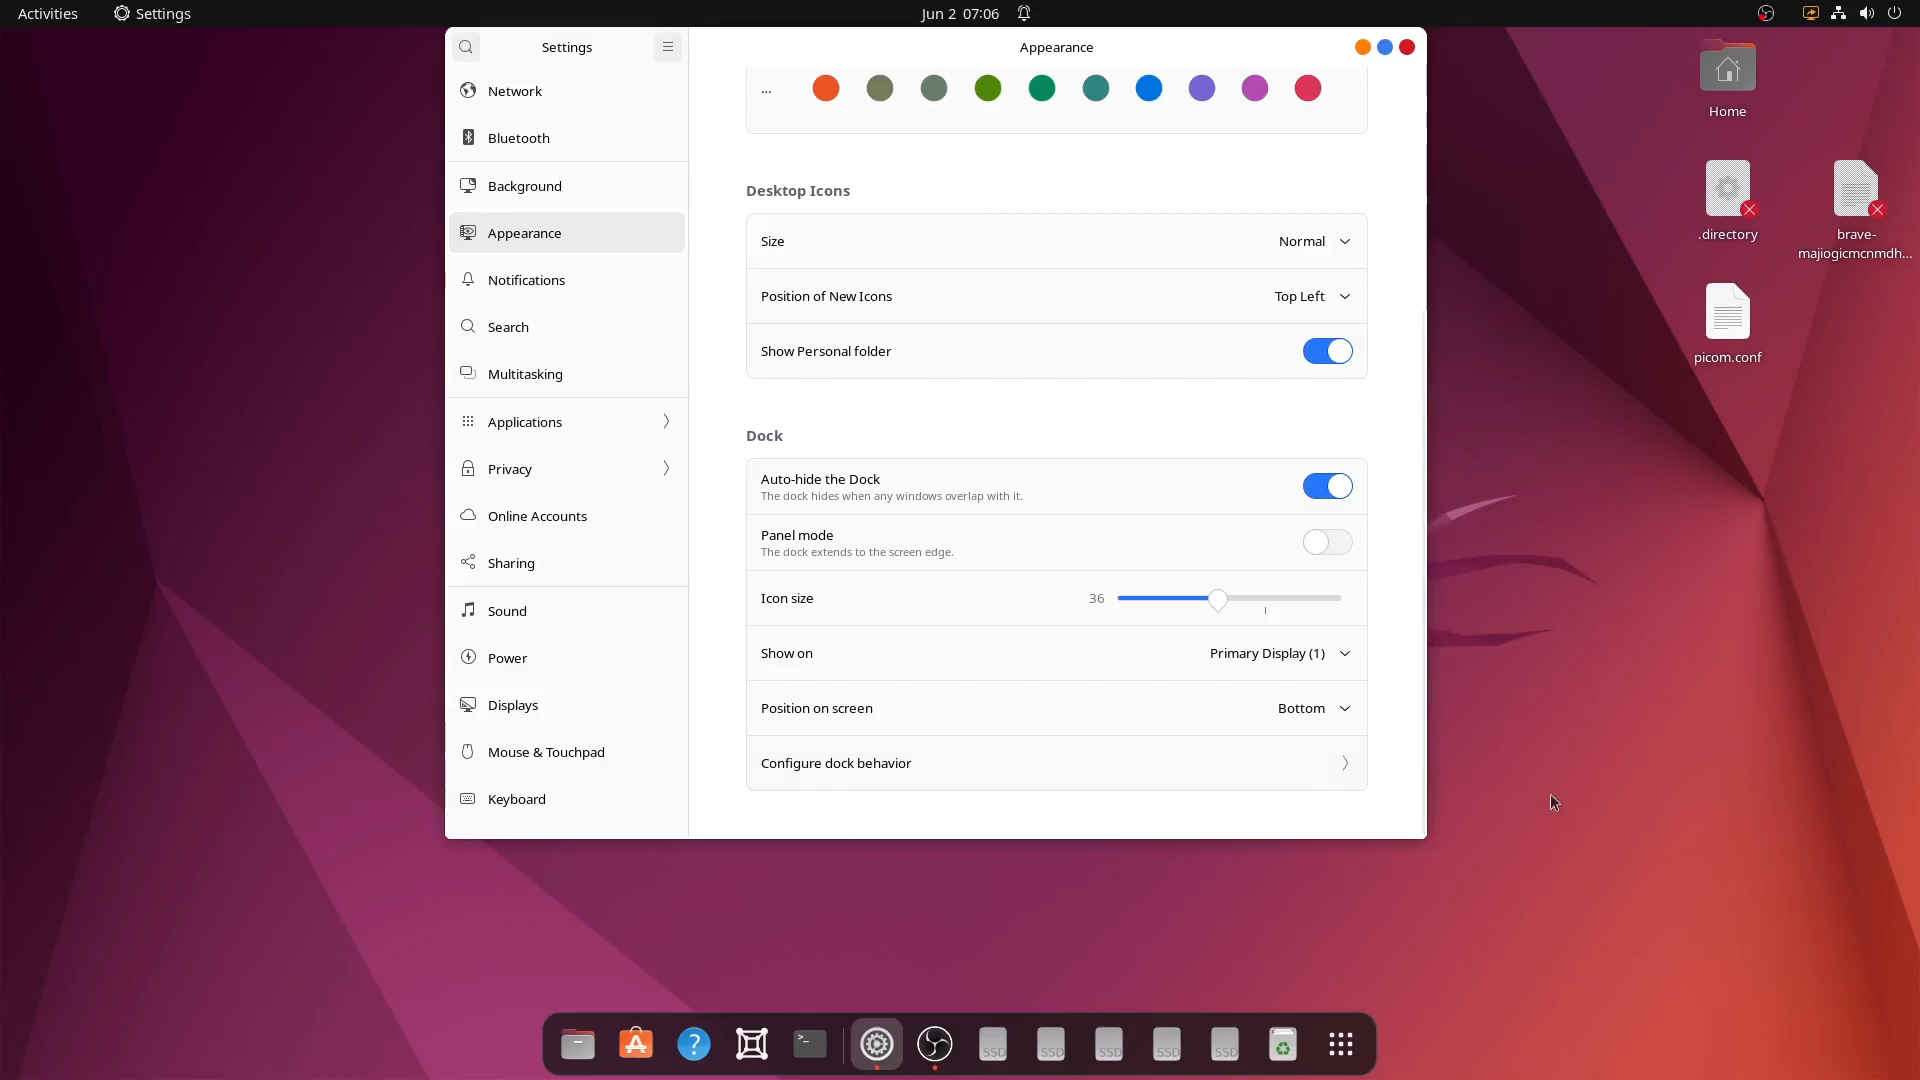 Activities
Settings
Jun 2 07:06
Settings
Appearance
Network
Bluetooth
Background
Appearance
Notifications
Search
Multitasking
Applications
Privacy
Online Accounts
Sharing
Sound
Power
Displays
Mouse & Touchpad
Keyboard
...
Desktop Icons
Size
Normal
Position of New Icons
Top Left
Show Personal folder
Dock
Auto-hide the Dock
The dock hides when any windows overlap with it.
Panel mode
The dock extends to the screen edge.
Icon size
36
Show on
Primary Display (1)
Position on screen
Bottom
Configure dock behavior
Home
.directory
brave-
majiogicmcnmdh...
picom.conf
?
>_
SSD
SSD
SSD
SSD
SSD